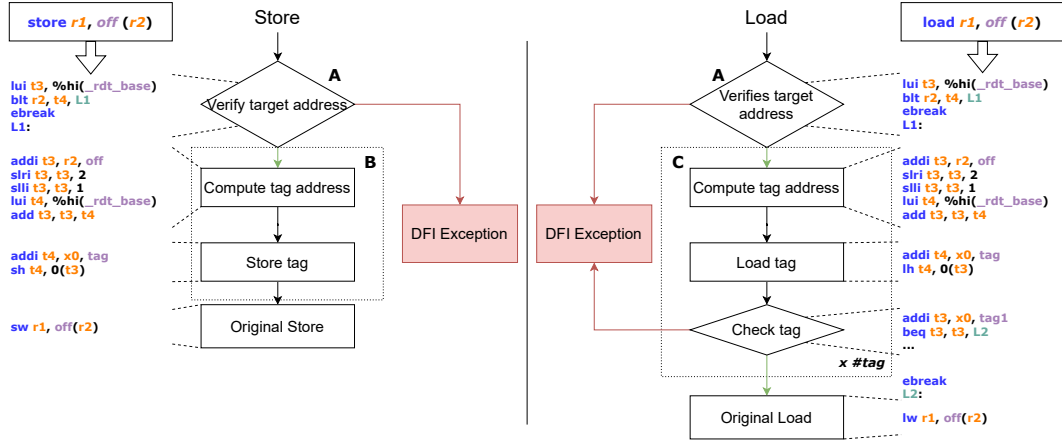 Store
store r1, off (r2)
A
Verify target address
lui t3, %hi(_rdt_base)
blt r2, t4, L1
ebreak
L1:
B
Compute tag address
addi t3, r2, off
slri t3, t3, 2
slli t3, t3, 1
lui t4, %hi(_rdt_base)
add t3, t3, t4
DFI Exception
Store tag
addi t4, x0, tag
sh t4, 0(t3)
Original Store
sw r1, off(r2)
Load
load r1, off (r2)
A
Verifies target
address
lui t3, %hi(_rdt_base)
blt r2, t4, L1
ebreak
L1:
C
Compute tag address
addi t3, r2, off
slri t3, t3, 2
slli t3, t3, 1
lui t4, %hi(_rdt_base)
add t3, t3, t4
DFI Exception
Load tag
addi t4, x0, tag
lh t4, 0(t3)
Check tag
addi t3, x0, tag1
beq t3, t3, L2
...
x #tag
ebreak
L2:
Original Load
lw r1, off(r2)